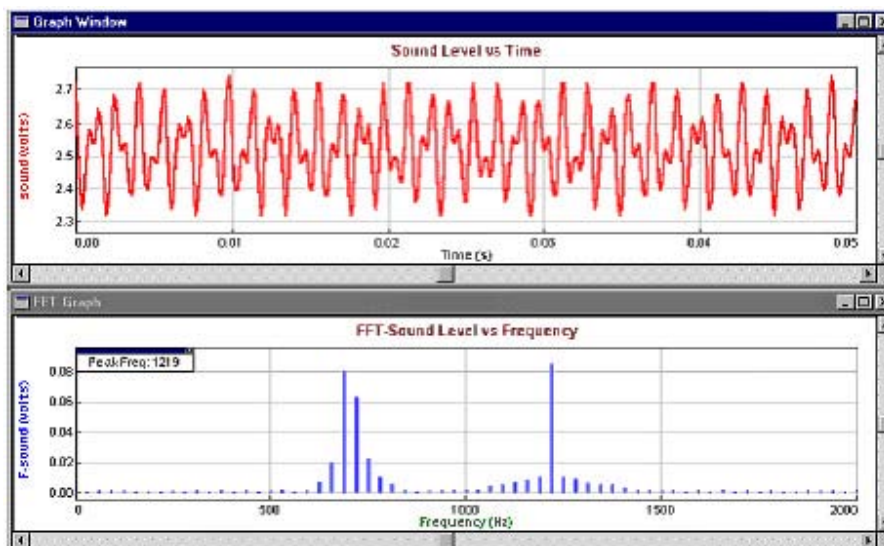 Graph Window
Sound Level vs Time
sound (volts)
2.7
2.6
2.5
2.4
2.3
0.00
0.01
0.02
0.03
0.04
0.05
Time (s)
FFT Graph
FFT-Sound Level vs Frequency
PeakFreq: 1219
F-sound (volts)
0.08
0.06
0.04
0.02
0.00
0
500
1000
1500
2000
Frequency (Hz)